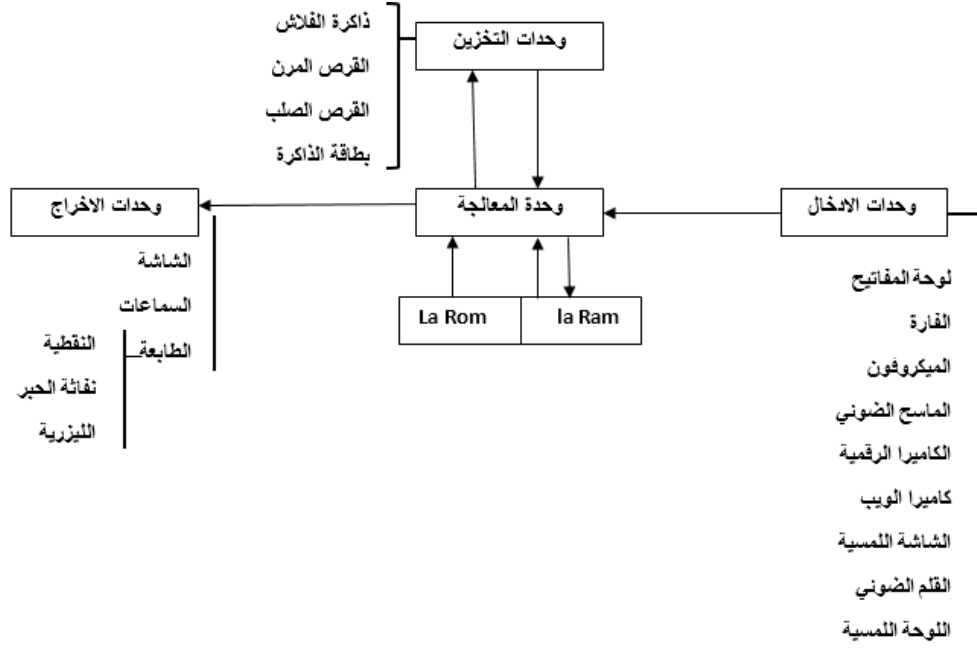 وحدات التخزين
ذاكرة الفلاش
القرص المرن
القرص الصلب
بطاقة الذاكرة
وحدات الادخال
وحدة المعالجة
وحدات الاخراج
La Rom
la Ram
لوحة المفاتيح
الفارة
الميكروفون
الماسح الضوئي
الكاميرا الرقمية
كاميرا الويب
الشاشة اللمسية
القلم الضوئي
اللوحة اللمسية
الشاشة
السماعات
الطابعة
النقطية
نفاثة الحبر
الليزرية